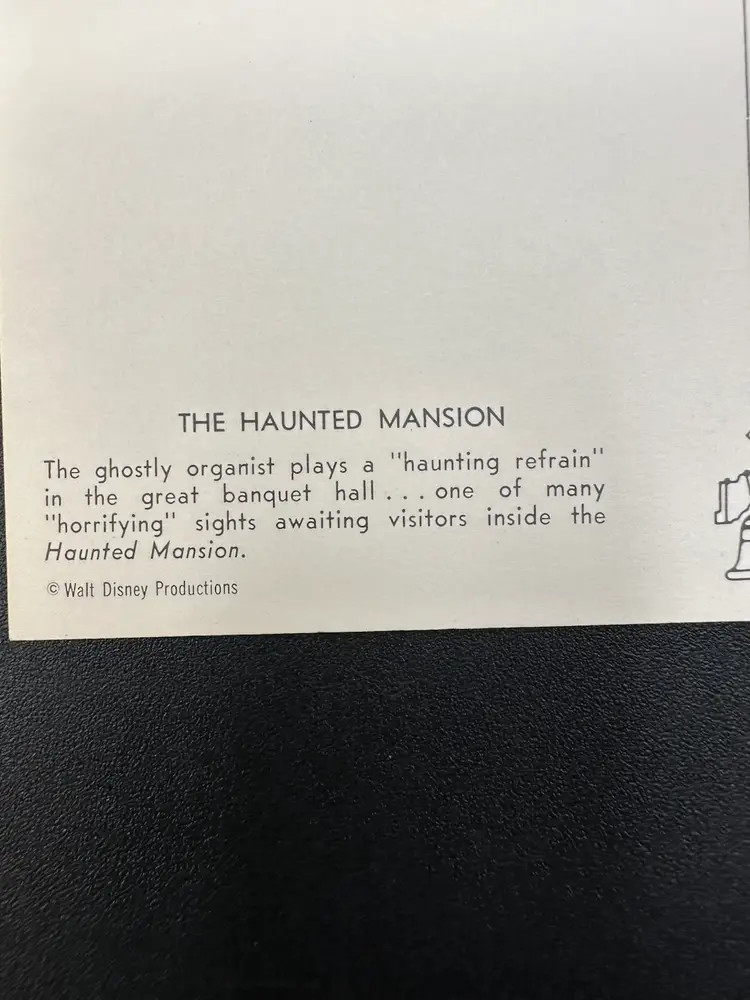 THE HAUNTED MANSION
The ghostly organist plays a "haunting refrain"
in the great banquet hall . . . one of many
"horrifying" sights awaiting visitors inside the
Haunted Mansion.
© Walt Disney Productions